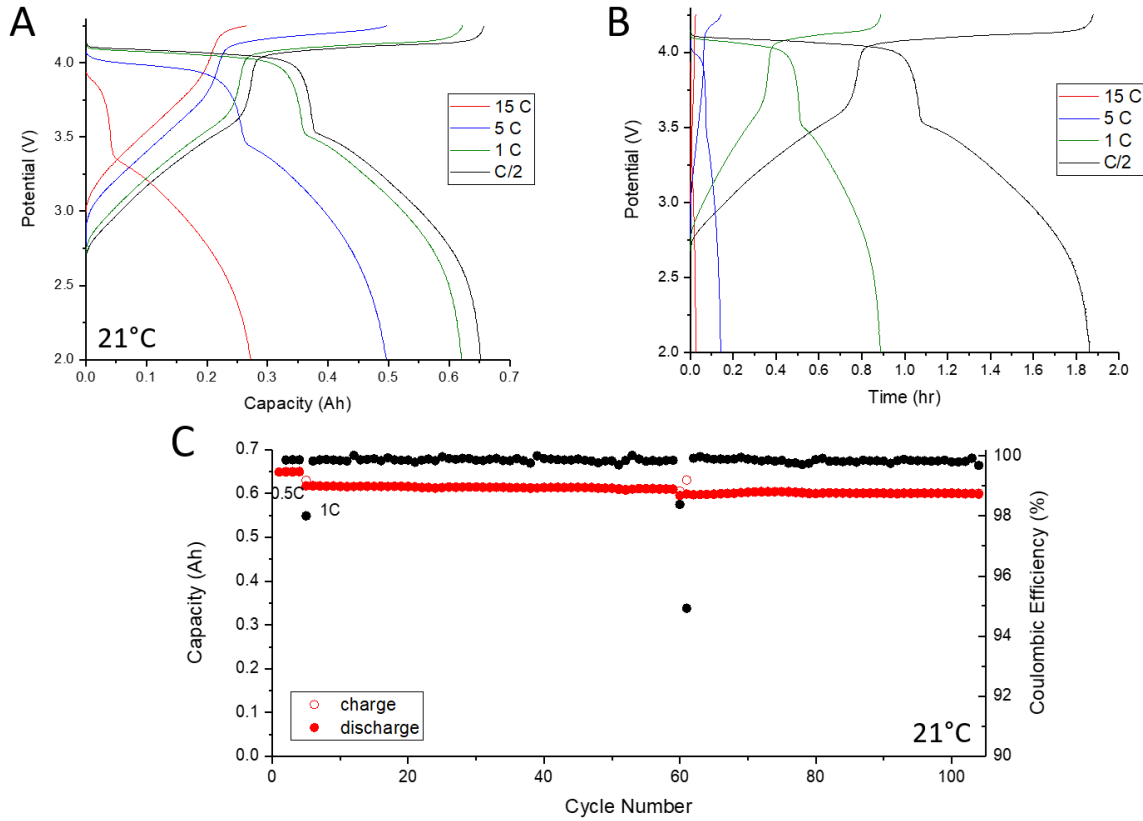 A
4.0
3.5
3.0
2.5
2.0
Potential (V)
15 C
5 C
1 C
C/2
21°C
0.0 0.1 0.2 0.3 0.4 0.5 0.6 0.7
Capacity (Ah)
B
4.0
3.5
3.0
2.5
2.0
Potential (V)
15 C
5 C
1 C
C/2
0.0 0.2 0.4 0.6 0.8 1.0 1.2 1.4 1.6 1.8 2.0
Time (hr)
C
0.7
0.6
0.5
0.4
0.3
0.2
0.1
0.0
Capacity (Ah)
0.5C
1C
charge
discharge
21°C
100
98
96
94
92
90
Coulombic Efficiency (%)
0 20 40 60 80 100
Cycle Number